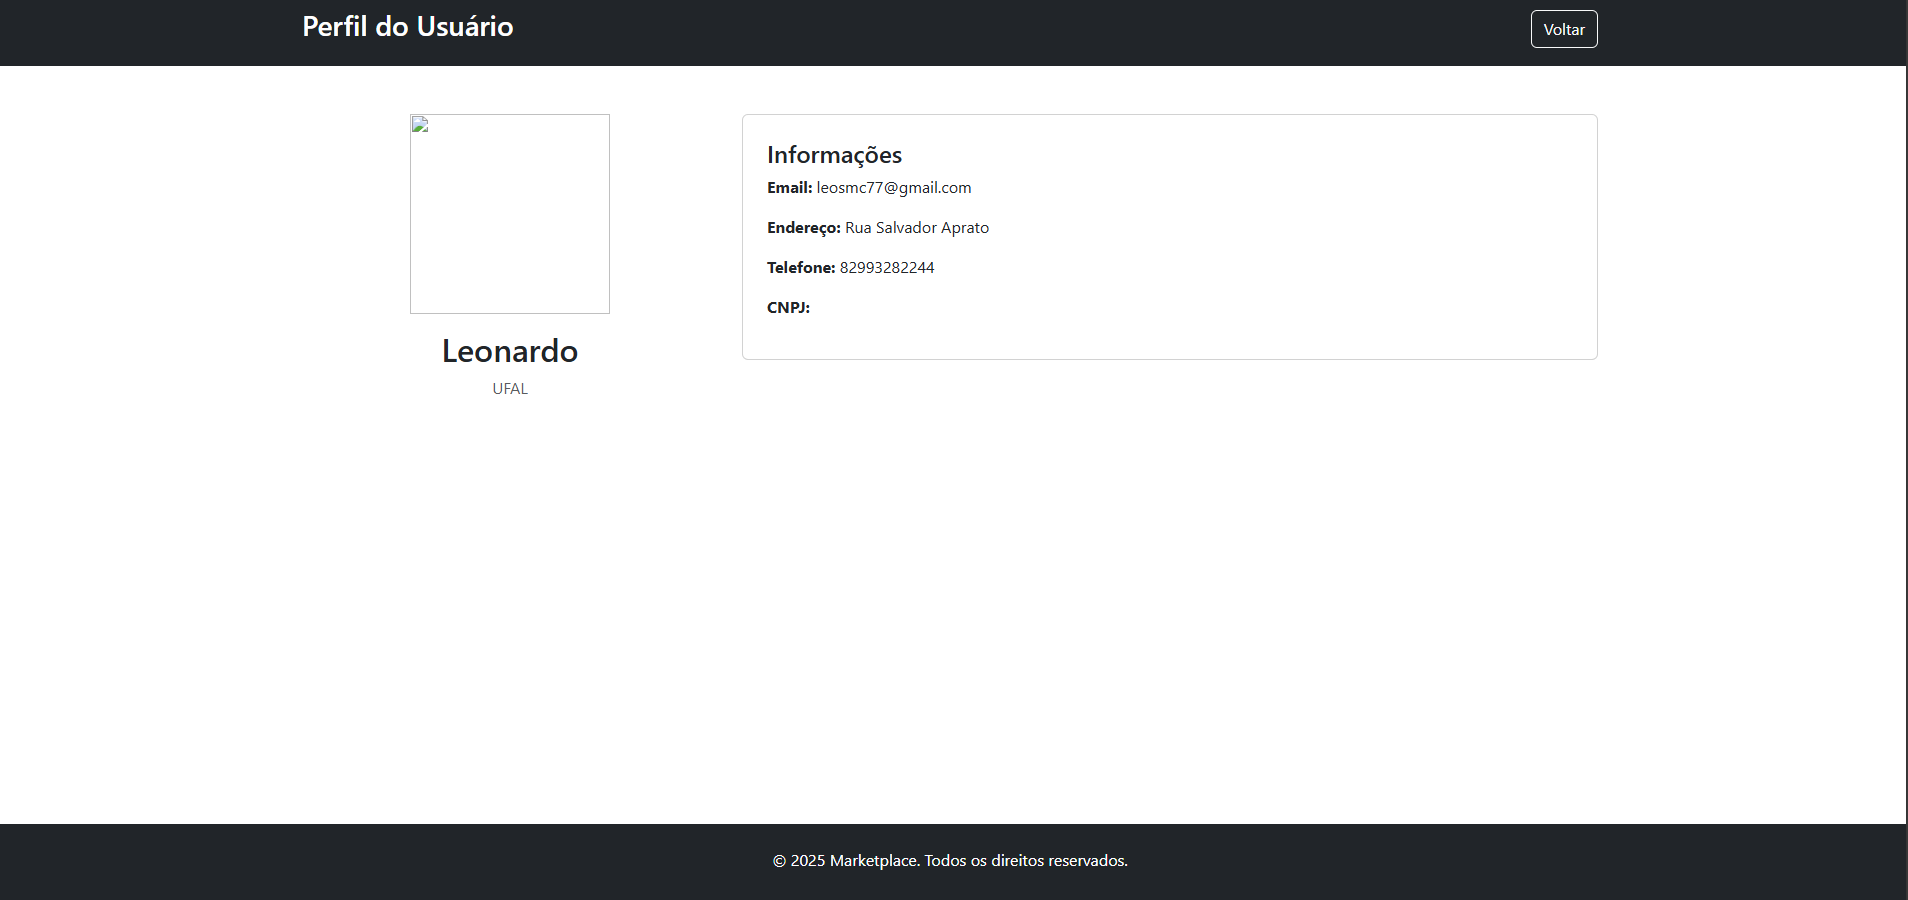 Perfil do Usuário
Voltar
Leonardo
UFAL
Informações
Email: leosmc77@gmail.com
Endereço: Rua Salvador Aprato
Telefone: 82993282244
CNPJ:
© 2025 Marketplace. Todos os direitos reservados.